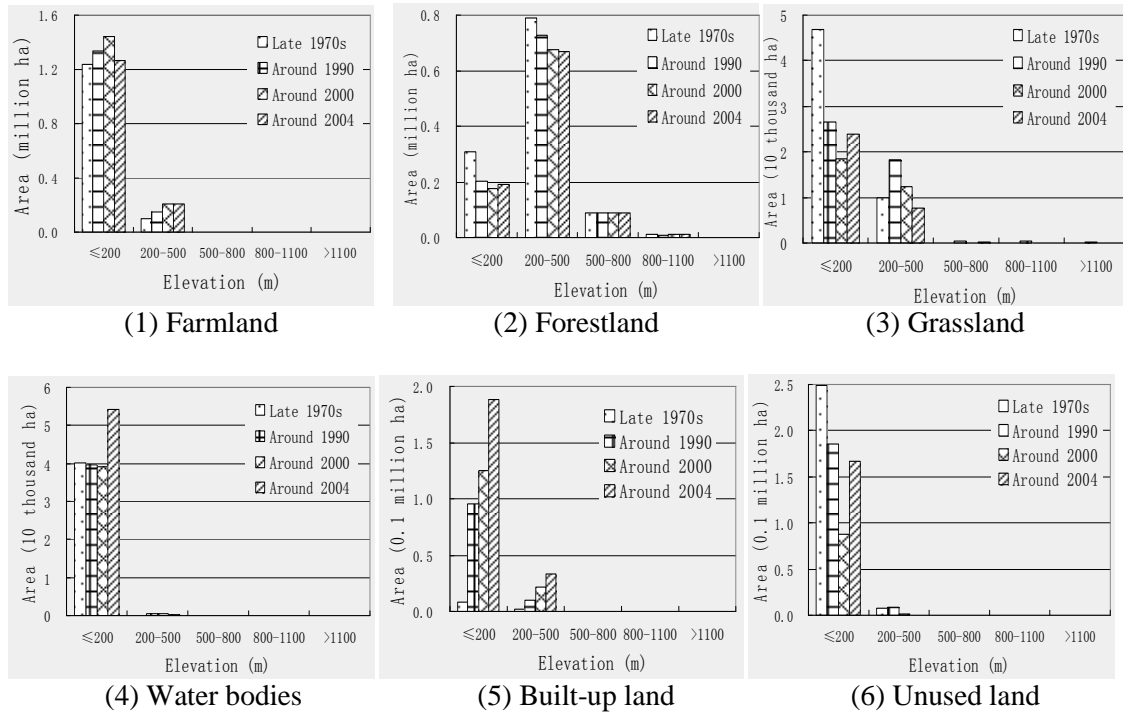 1.6
1.2
0.8
0.4
0.0
Area (million ha)
Late 1970s
Around 1990
Around 2000
Around 2004
≤200 200-500 500-800 800-1100 >1100
Elevation (m)
(1) Farmland
0.8
0.6
0.4
0.2
0.0
Area (million ha)
Late 1970s
Around 1990
Around 2000
Around 2004
≤200 200-500 500-800 800-1100 >1100
Elevation (m)
(2) Forestland
5
4
3
2
1
0
Area (10 thousand ha)
Late 1970s
Around 1990
Around 2000
Around 2004
≤200 200-500 500-800 800-1100 >1100
Elevation (m)
(3) Grassland
6
5
4
3
2
1
0
Area (10 thousand ha)
Late 1970s
Around 1990
Around 2000
Around 2004
≤200 200-500 500-800 800-1100 >1100
Elevation (m)
(4) Water bodies
2.0
1.5
1.0
0.5
0.0
Area (0.1 million ha)
Late 1970s
Around 1990
Around 2000
Around 2004
≤200 200-500 500-800 800-1100 >1100
Elevation (m)
(5) Built-up land
2.5
2.0
1.5
1.0
0.5
0.0
Area (0.1 million ha)
Late 1970s
Around 1990
Around 2000
Around 2004
≤200 200-500 500-800 800-1100 >1100
Elevation (m)
(6) Unused land